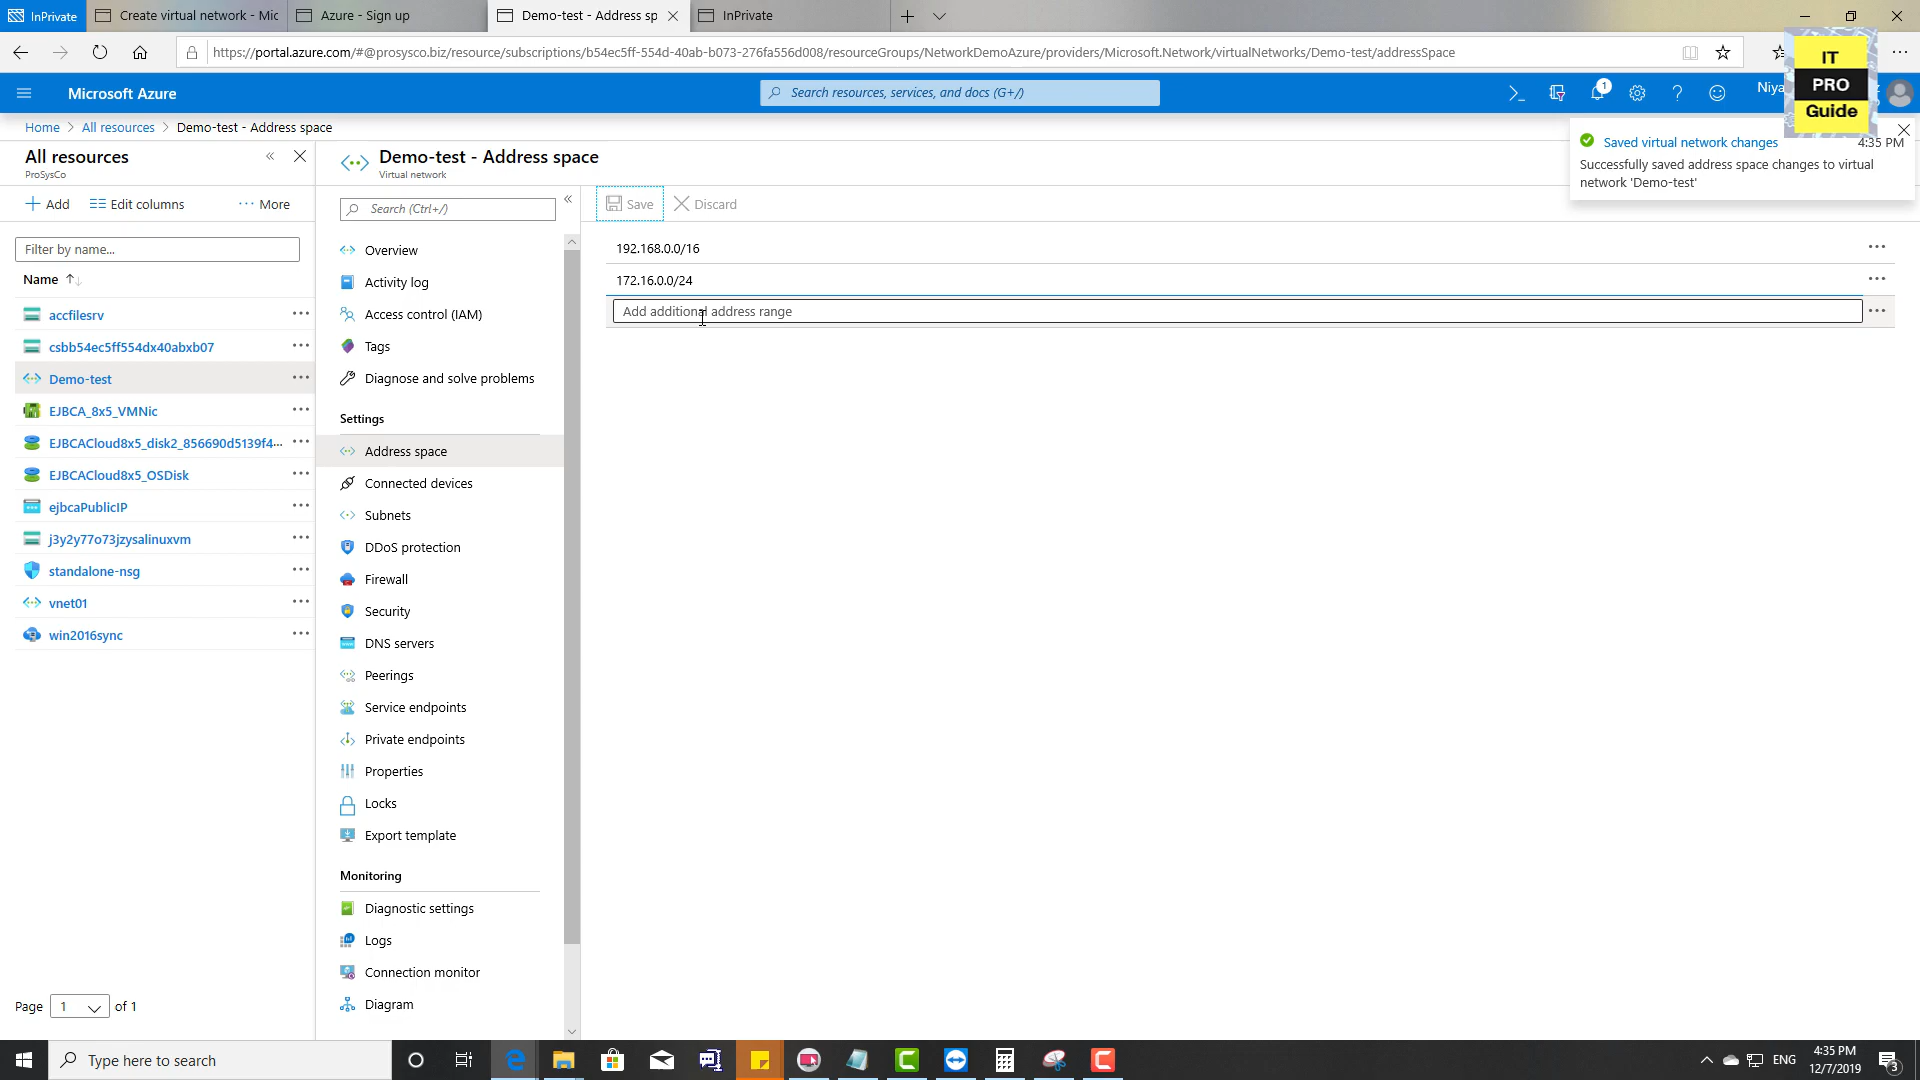 InPrivate
Create virtual network - Mic
Azure - Sign up
Demo-test - Address sp
InPrivate
https://portal.azure.com/#@prosysco.biz/resource/subscriptions/b54ec5ff-554d-40ab-b073-276fa556d008/resourceGroups/NetworkDemoAzure/providers/Microsoft.Network/virtualNetworks/Demo-test/addressSpace
IT
PRO
Guide
Microsoft Azure
Search resources, services, and docs (G+/)
1
Niya
Home > All resources > Demo-test - Address space
All resources
ProSysCo
Add
Edit columns
More
Filter by name...
Name
accfilesrv
csbb54ec5ff554dx40abxb07
Demo-test
EJBCA_8x5_VMNic
EJBCACloud8x5_disk2_856690d5139f4...
EJBCACloud8x5_OSDisk
ejbcaPublicIP
j3y2y77o73jzysalinuxvm
standalone-nsg
vnet01
win2016sync
Page 1 of 1
Demo-test - Address space
Virtual network
Search (Ctrl+/)
Overview
Activity log
Access control (IAM)
Tags
Diagnose and solve problems
Settings
Address space
Connected devices
Subnets
DDoS protection
Firewall
Security
DNS servers
Peerings
Service endpoints
Private endpoints
Properties
Locks
Export template
Monitoring
Diagnostic settings
Logs
Connection monitor
Diagram
Save
Discard
192.168.0.0/16
172.16.0.0/24
Add additional address range
Saved virtual network changes
4:35 PM
Successfully saved address space changes to virtual
network 'Demo-test'
Type here to search
ENG
4:35 PM
12/7/2019
3